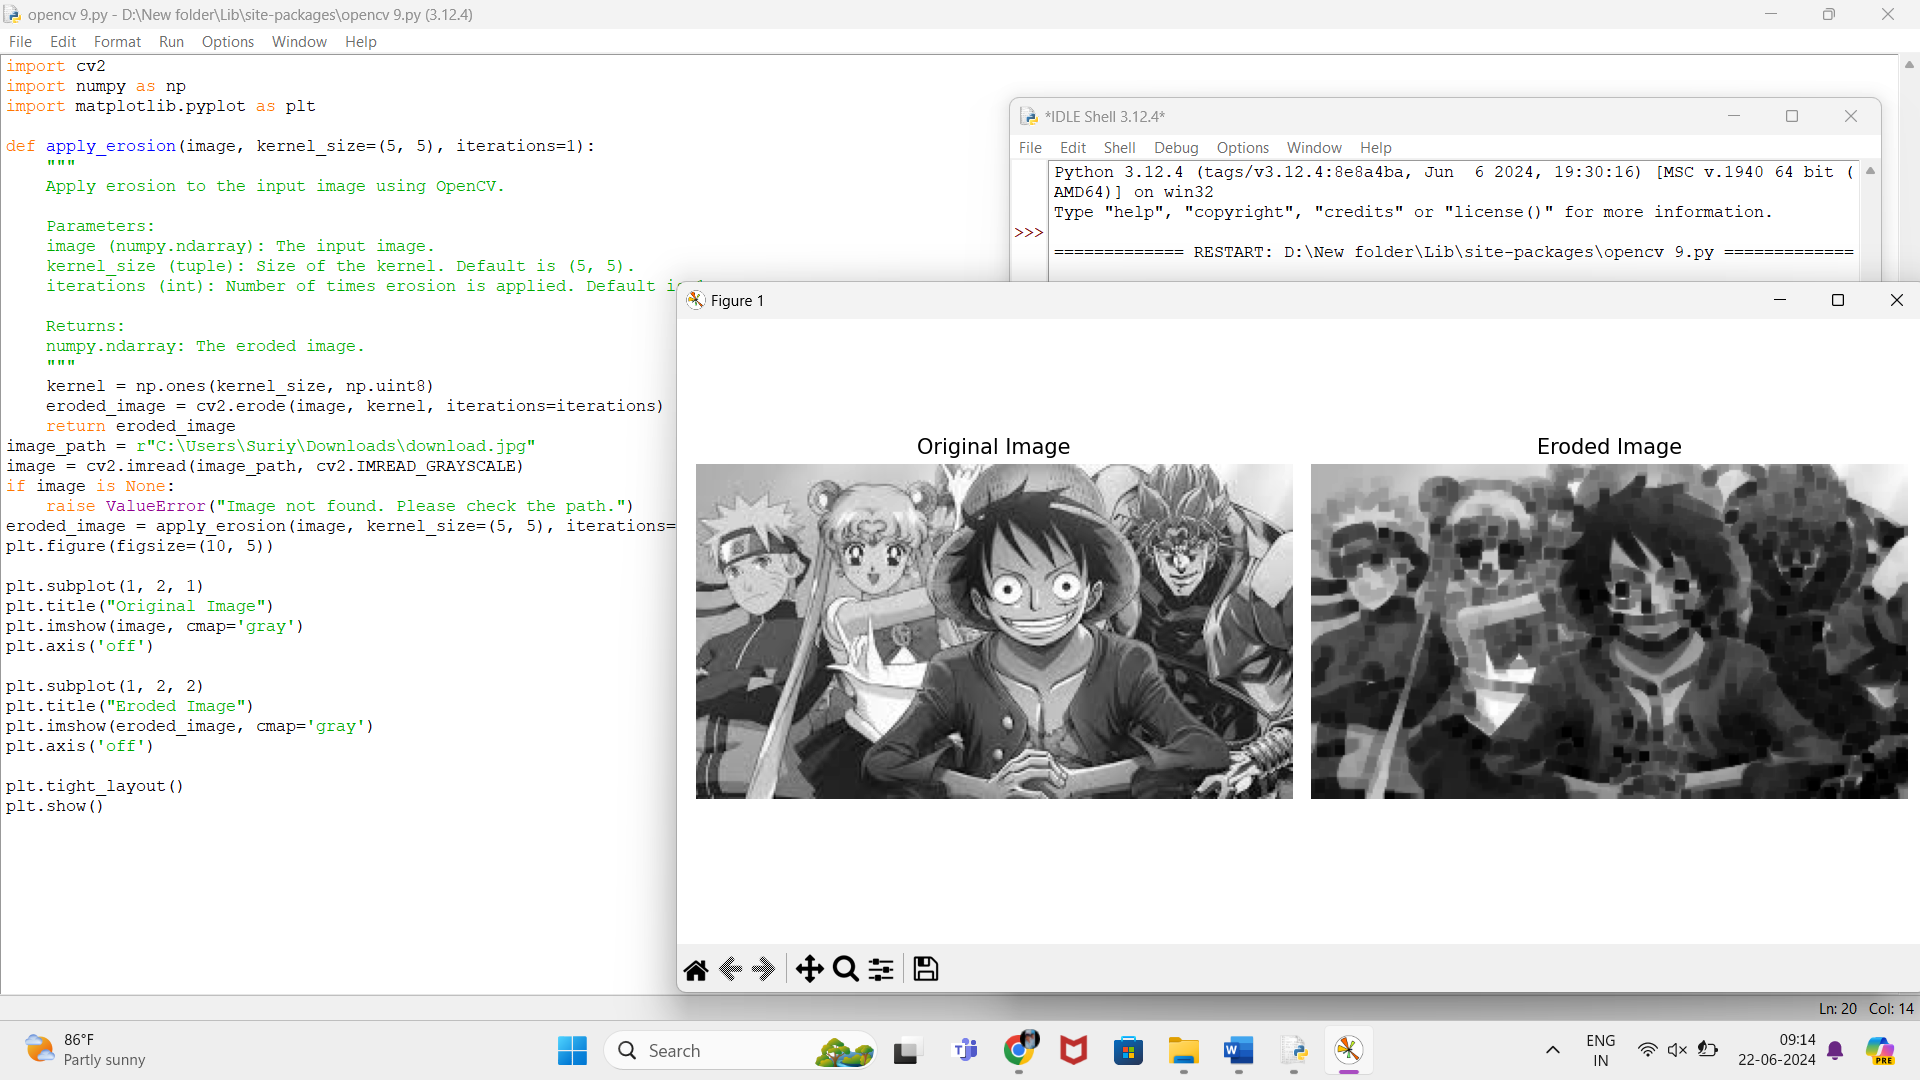 opencv 9.py - D:\New folder\Lib\site-packages\opencv 9.py (3.12.4)
File Edit Format Run Options Window Help
import cv2
import numpy as np
import matplotlib.pyplot as plt
def apply_erosion(image, kernel_size=(5, 5), iterations=1):
"""
Apply erosion to the input image using OpenCV.
Parameters:
image (numpy.ndarray): The input image.
kernel_size (tuple): Size of the kernel. Default is (5, 5).
iterations (int): Number of times erosion is applied. Default
Returns:
numpy.ndarray: The eroded image.
"""
kernel = np.ones(kernel_size, np.uint8)
eroded_image = cv2.erode(image, kernel, iterations=iterations)
return eroded_image
image_path = r"C:\Users\Suriy\Downloads\download.jpg"
image = cv2.imread(image_path, cv2.IMREAD_GRAYSCALE)
if image is None:
raise ValueError("Image not found. Please check the path.")
eroded_image = apply_erosion(image, kernel_size=(5, 5), iterations=
plt.figure(figsize=(10, 5))
plt.subplot(1, 2, 1)
plt.title("Original Image")
plt.imshow(image, cmap='gray')
plt.axis('off')
plt.subplot(1, 2, 2)
plt.title("Eroded Image")
plt.imshow(eroded_image, cmap='gray')
plt.axis('off')
plt.tight_layout()
plt.show()
*IDLE Shell 3.12.4*
File Edit Shell Debug Options Window Help
Python 3.12.4 (tags/v3.12.4:8e8a4ba, Jun  6 2024, 19:30:16) [MSC v.1940 64 bit (
AMD64)] on win32
Type "help", "copyright", "credits" or "license()" for more information.
>>>
============= RESTART: D:\New folder\Lib\site-packages\opencv 9.py =============
Figure 1
Original Image
Eroded Image
Ln: 20 Col: 14
86°F
Partly sunny
Search
ENG
IN
09:14
22-06-2024
PRE